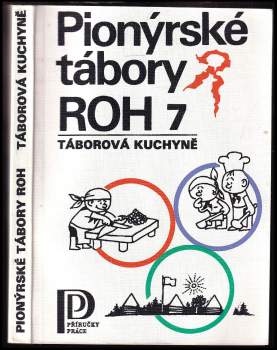 PIONÝRSKÉ TÁBORY ROH TÁBOROVÁ KUCHYNĚ
Pionýrské
tábory
ROH 7
TÁBOROVÁ KUCHYNĚ
P
PŘÍRUČKY
PRÁCE